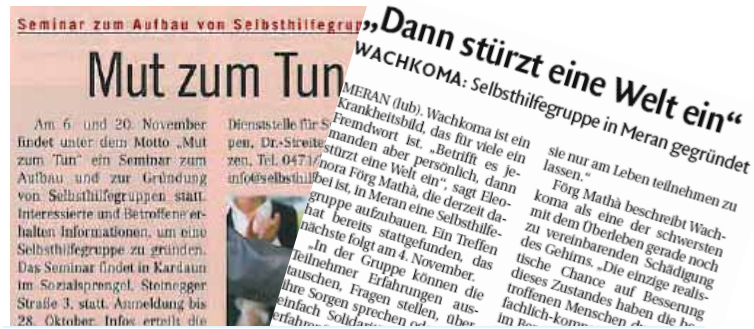 Seminar zum Aufbau von Selbsthilfegrup
Mut zum Tun
Am 6. und 20. November
findet unter dem Motto „Mut
zum Tun“ ein Seminar zum
Aufbau und zur Gründung
von Selbsthilfegruppen statt.
Interessierte und Betroffene er-
halten Informationen, um eine
Selbsthilfegruppe zu gründen.
Das Seminar findet in Kardaun
im Sozialsprengel, Steinegger
Straße 3, statt. Anmeldung bis
28. Oktober. Infos erteilt die
Dienststelle für S
pen, Dr.-Streite
zen, Tel. 0471/
info@selbsthilf
„Dann stürzt eine Welt ein“
WACHKOMA: Selbsthilfegruppe in Meran gegründet
MERAN (lub). Wachkoma ist ein
Krankheitsbild, das für viele ein
Fremdwort ist. „Betrifft es je-
manden aber persönlich, dann
stürzt eine Welt ein“, sagt Eleo-
nora Förg Mathà, die derzeit da-
bei ist, in Meran eine Selbsthilfe-
gruppe aufzubauen. Ein Treffen
hat bereits stattgefunden, das
nächste folgt am 4. November.
„In der Gruppe können die
Teilnehmer Erfahrungen aus-
tauschen, Fragen stellen, über
ihre Sorgen sprechen od
einfach Solidari
erfahre
sie nur am Leben teilnehmen zu
lassen.“
Förg Mathà beschreibt Wach-
koma als eine der schwersten
mit dem Überleben gerade noch
zu vereinbarenden Schädigung
des Gehirns. „Die einzige realis-
tische Chance auf Besserung
dieses Zustandes haben die be
troffenen Menschen d
fachlich-kom
im Be